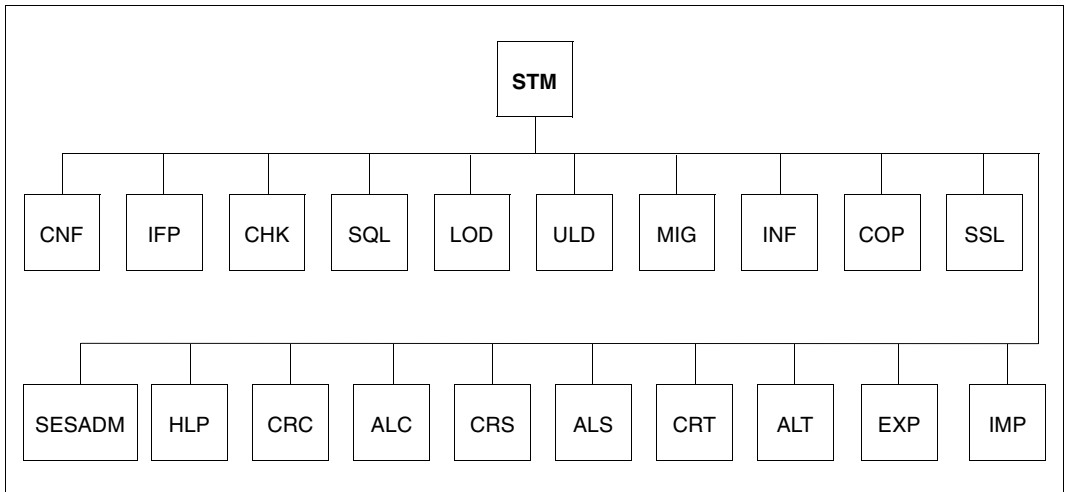 STM
CNF IFP CHK SQL LOD ULD MIG INF COP SSL
SESADM HLP CRC ALC CRS ALS CRT ALT EXP IMP